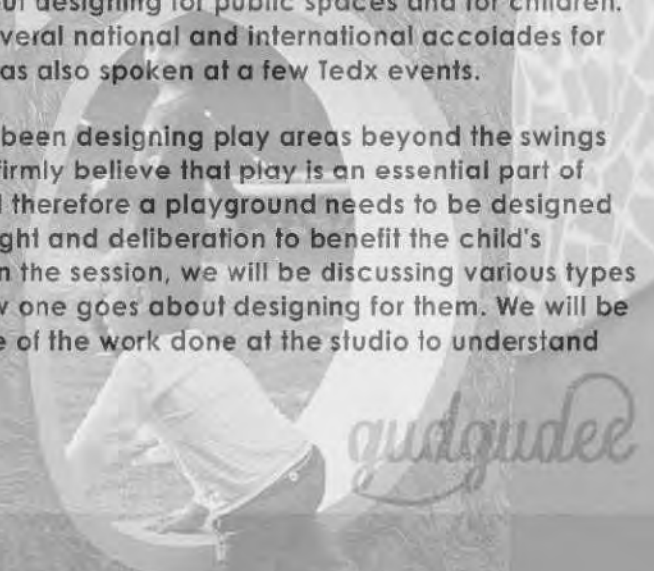 ut designing for public spaces and for children.
veral national and international accolades for
as also spoken at a few Tedx events.
been designing play areas beyond the swings
firmly believe that play is an essential part of
therefore a playground needs to be designed
ght and deliberation to benefit the child's
n the session, we will be discussing various types
w one goes about designing for them. We will be
e of the work done at the studio to understand
gudgudee